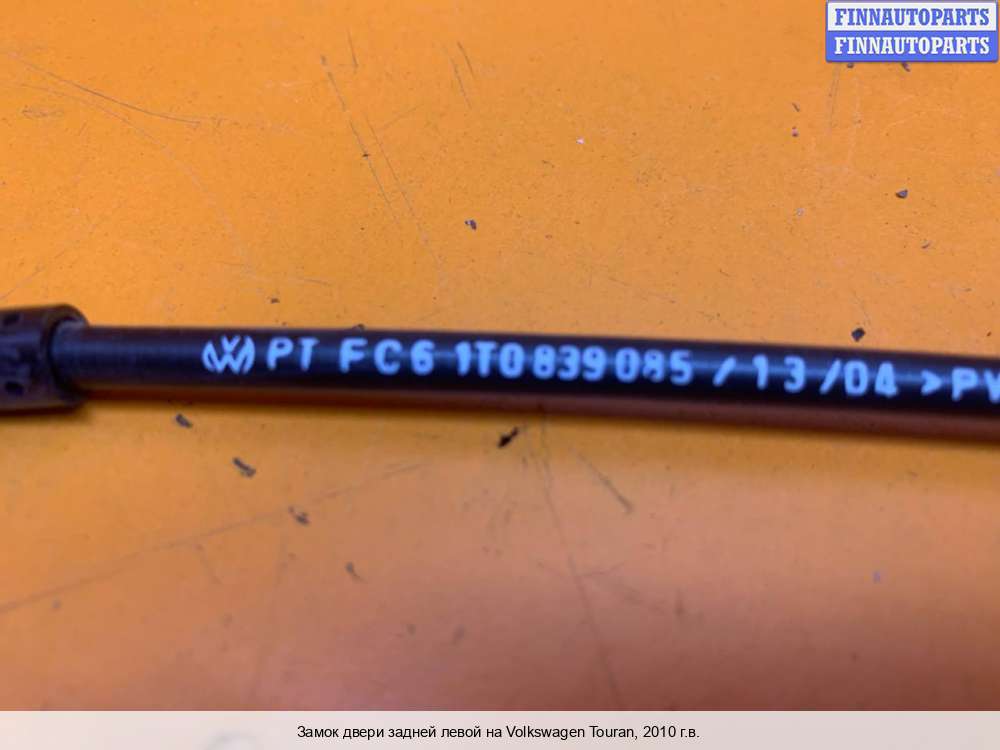 FINNAUTOPARTS
FINNAUTOPARTS
PT FC6 1T0839085 / 13 /04 >PV
Замок двери задней левой на Volkswagen Touran, 2010 г.в.